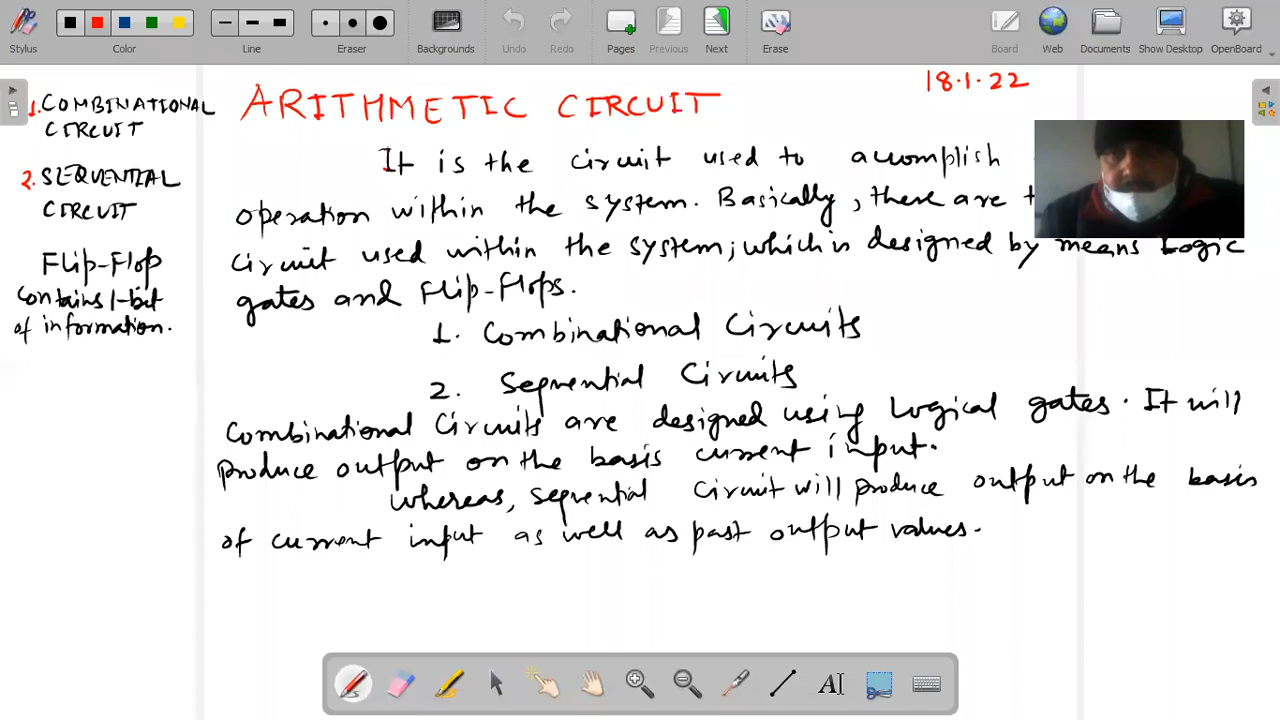 Stylus
Color
Line
Eraser
Backgrounds
Undo
Redo
Pages
Previous
Next
Erase
Board
Web
Documents
Show Desktop
OpenBoard
18.1.22
1. COMBINATIONAL
CIRCUIT
2. SEQUENTIAL
CIRCUIT
Flip-Flop
contains 1-bit
of information.
ARITHMETIC CIRCUIT
It is the circuit used to accomplish
operation within the system. Basically, there are
circuit used within the system, which is designed by means Logic
gates and Flip-Flops.
1. Combinational Circuits
2. Sequential Circuits
Combinational Circuits are designed using Logical gates. It will
produce output on the basis current input.
whereas, sequential circuit will produce output on the basis
of current input as well as past output values.